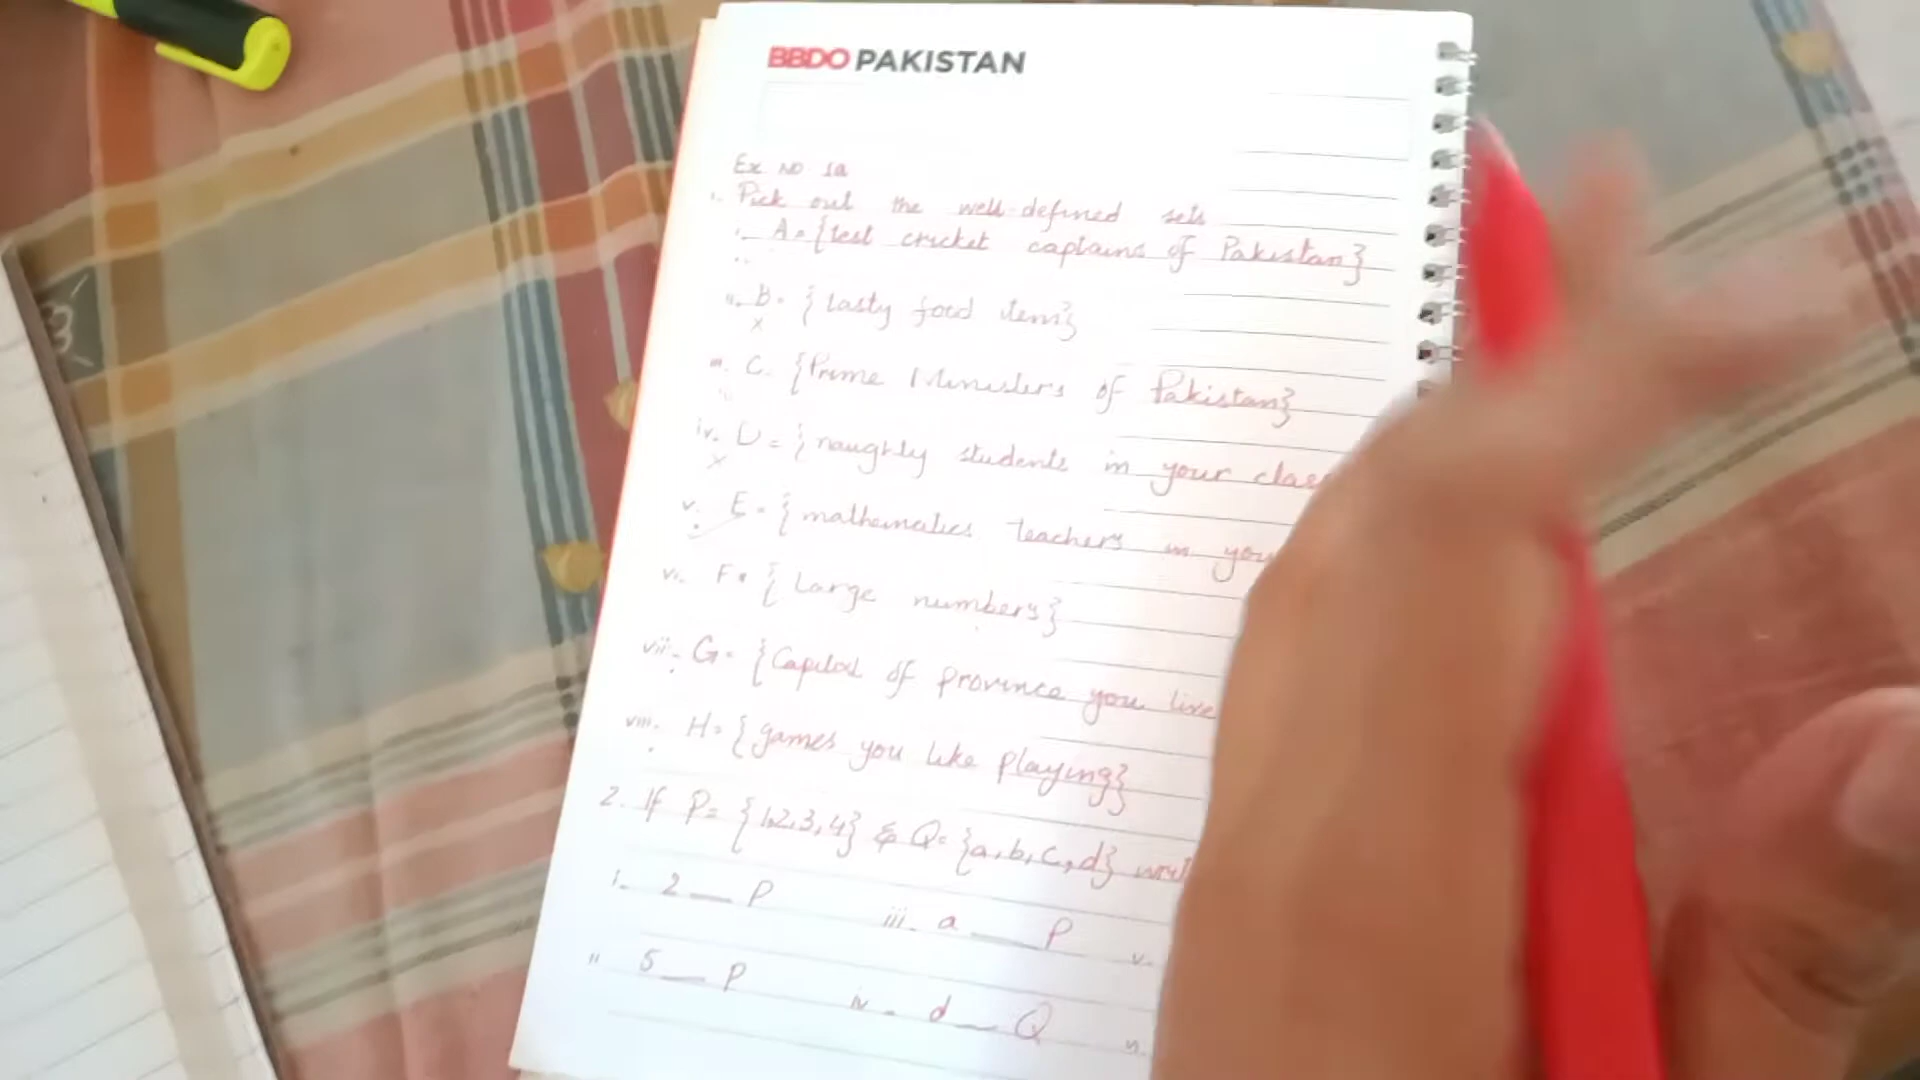 BBDO PAKISTAN
Ex NO 1a
1. Pick out the well-defined sets
i. A = {test cricket captains of Pakistan}
ii. B = {tasty food item}
x
iii. C = {Prime Ministers of Pakistan}
iv. D = {naughty students in your class
x
v. E = {mathematics teachers in you
vi. F = {Large numbers}
vii. G = {Capital of province you live
viii. H = {games you like playing}
2. If P = {1,2,3,4} & Q = {a,b,c,d}
i. 2 __ P iii. a __ P v.
ii 5 __ P iv. d __ Q